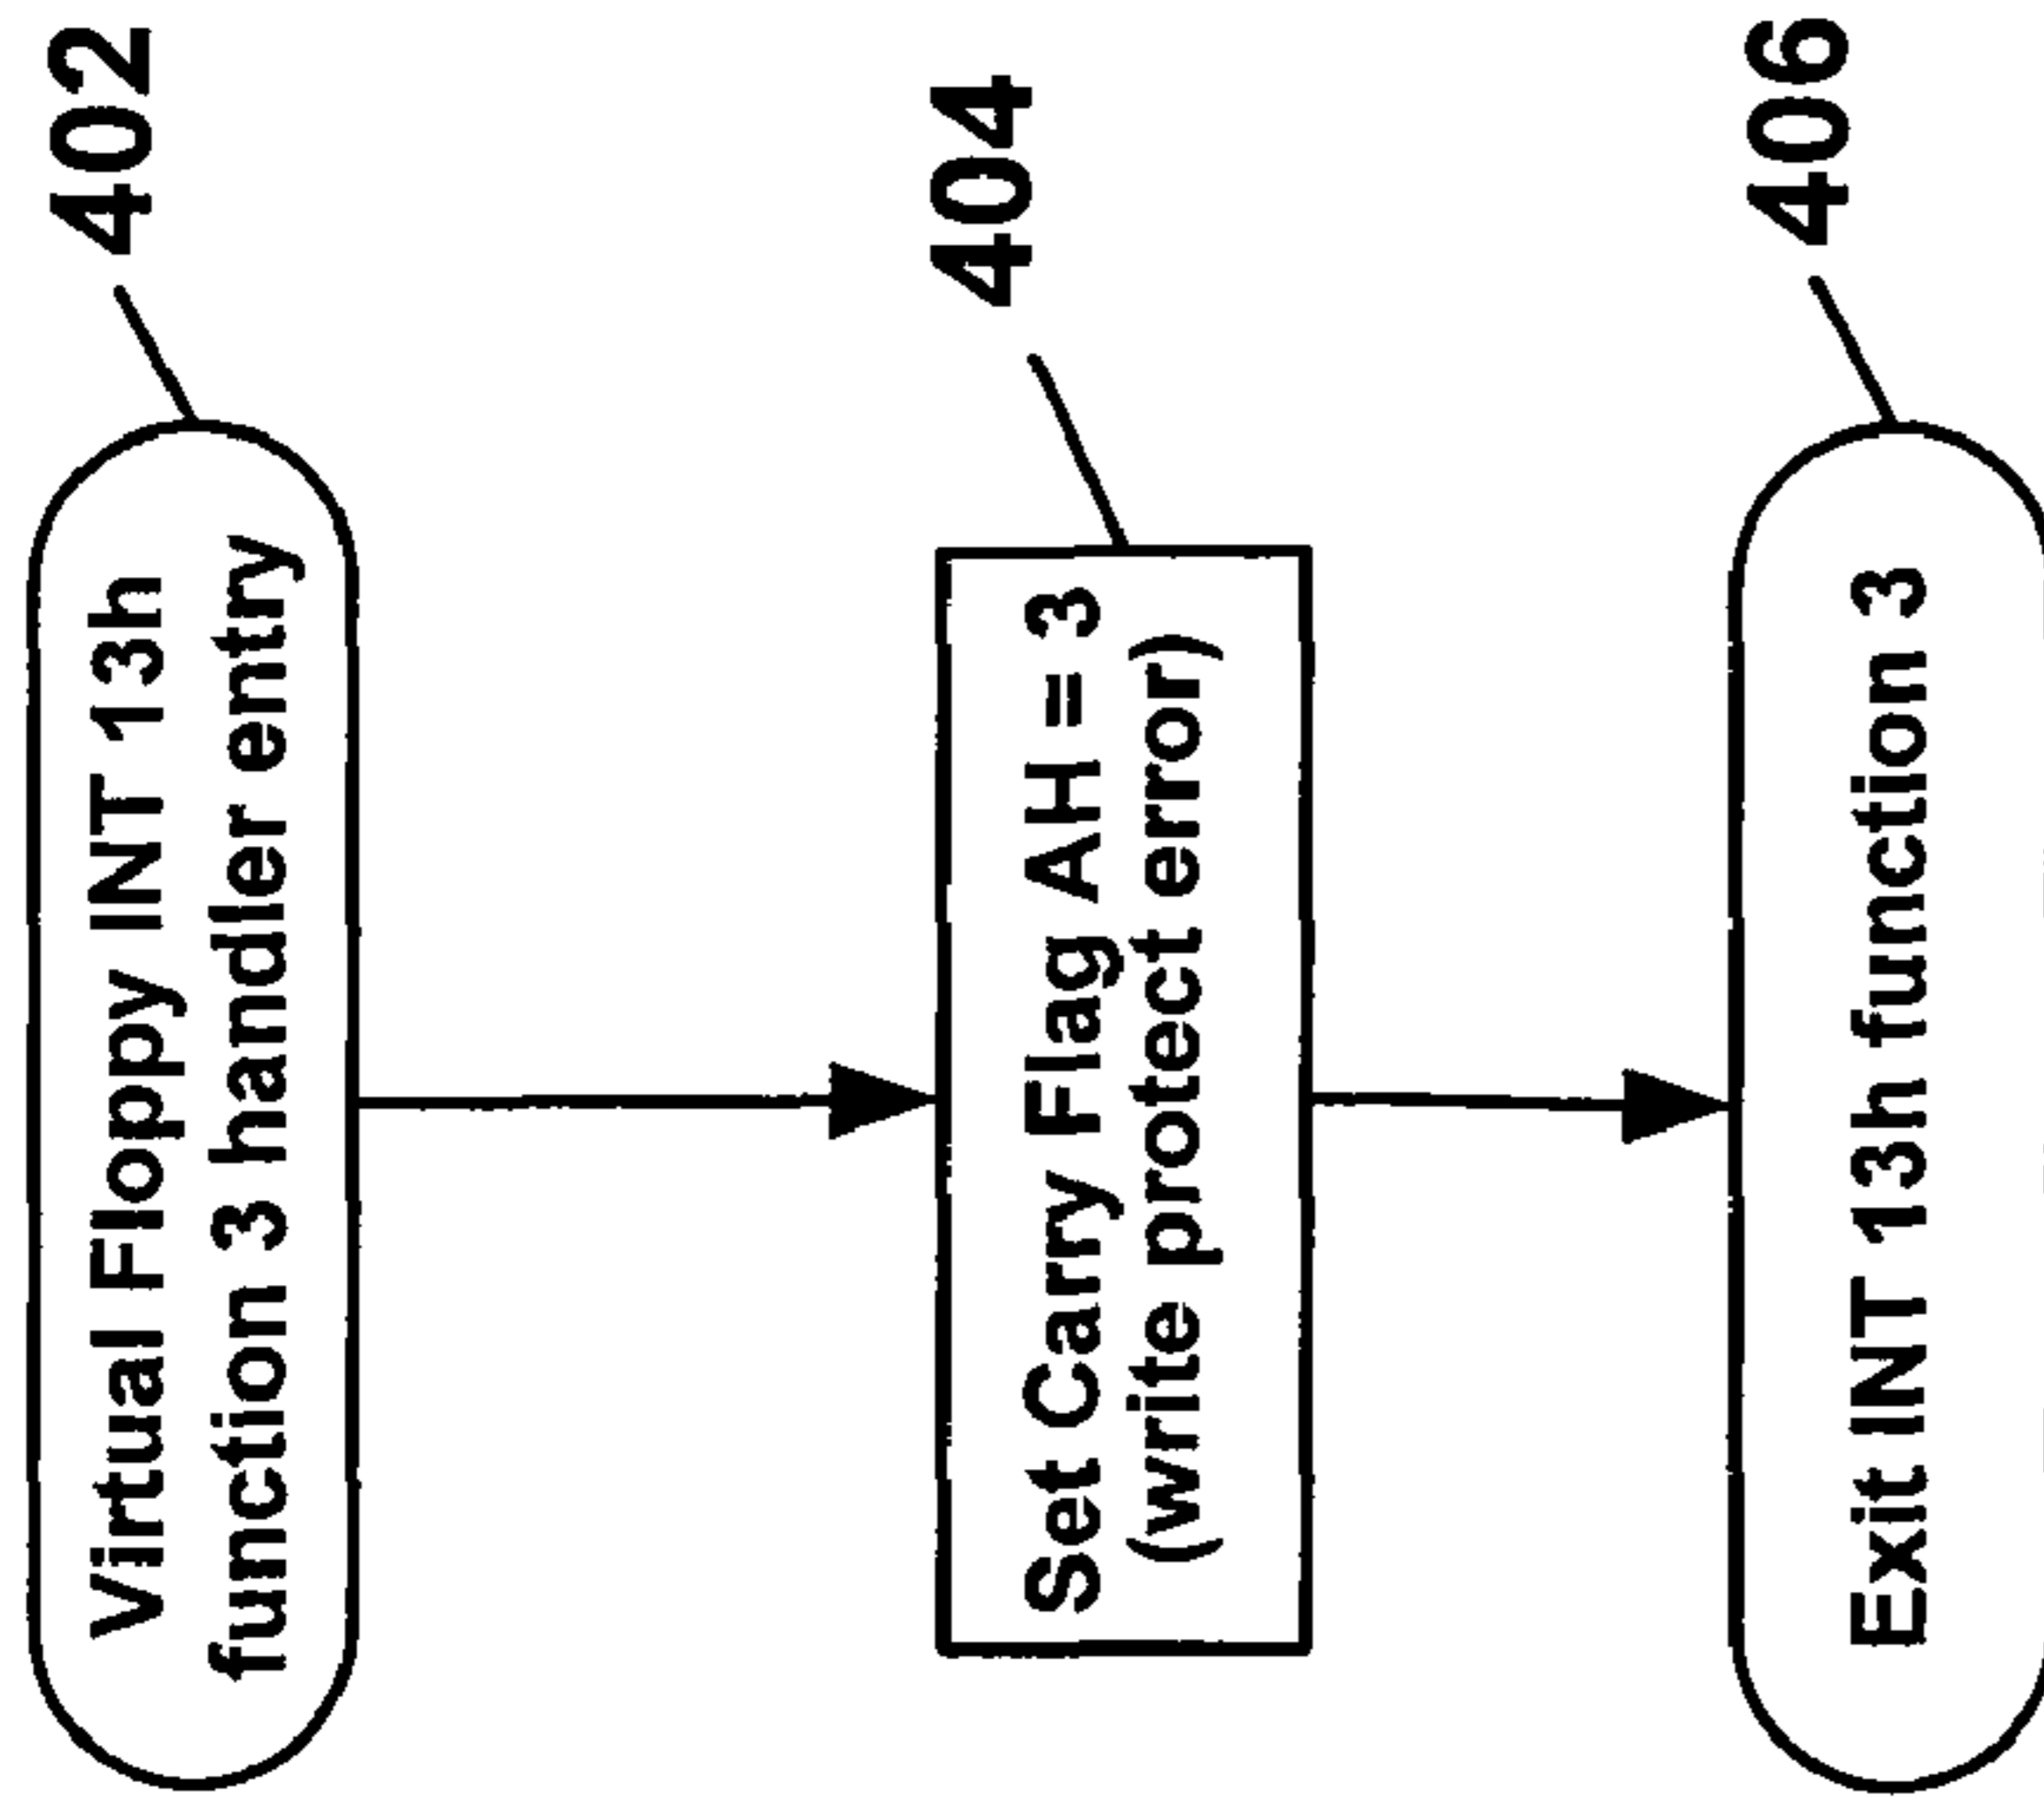 402
Virtual Floppy INT 13h
function 3 handler entry
404
Set Carry Flag AH = 3
(write protect error)
406
Exit INT 13h function 3